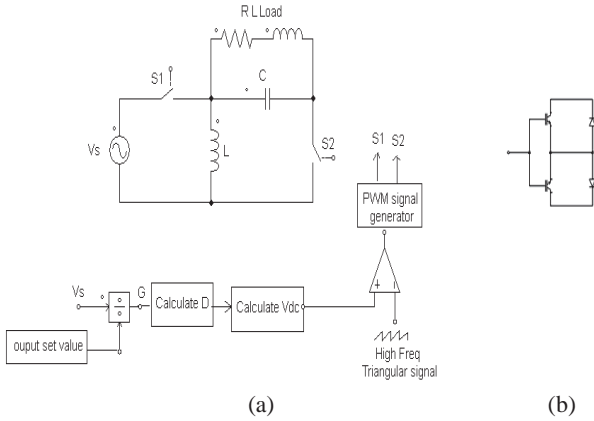 R L Load
S1
C
Vs
L
S2
S1 S2
PWM signal
generator
Vs
÷
G
Calculate D
Calculate Vdc
+ −
ouput set value
High Freq
Triangular signal
(a)
(b)